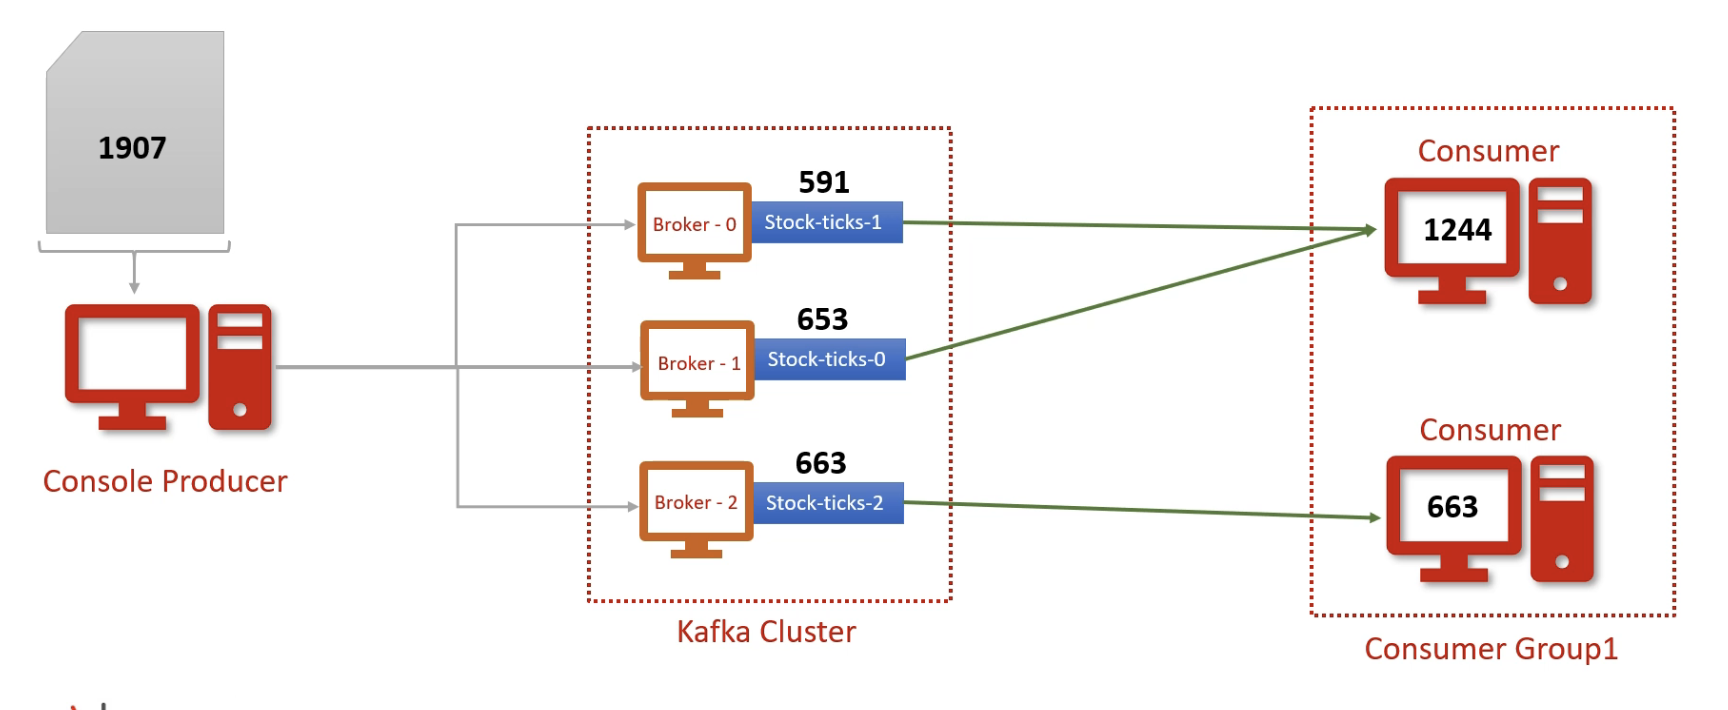 1907
Console Producer
591
Broker - 0
Stock-ticks-1
653
Broker - 1
Stock-ticks-0
663
Broker - 2
Stock-ticks-2
Kafka Cluster
Consumer
1244
Consumer
663
Consumer Group1